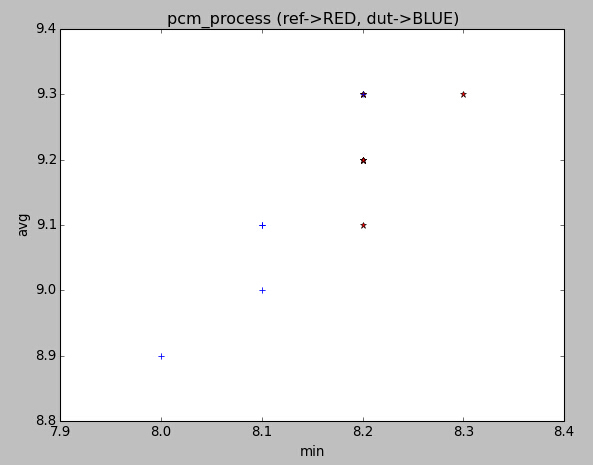 pcm_process (ref->RED, dut->BLUE)
9.4
9.3
9.2
9.1
9.0
8.9
8.8
avg
7.9 8.0 8.1 8.2 8.3 8.4
min